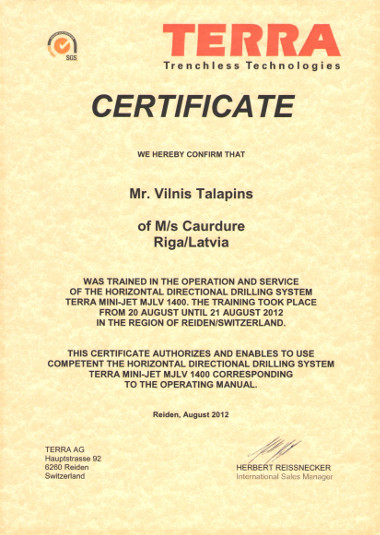 TERRA
Trenchless Technologies
SGS
CERTIFICATE
WE HEREBY CONFIRM THAT
Mr. Vilnis Talapins
of M/s Caurdure
Riga/Latvia
WAS TRAINED IN THE OPERATION AND SERVICE
OF THE HORIZONTAL DIRECTIONAL DRILLING SYSTEM
TERRA MINI-JET MJLV 1400. THE TRAINING TOOK PLACE
FROM 20 AUGUST UNTIL 21 AUGUST 2012
IN THE REGION OF REIDEN/SWITZERLAND.
THIS CERTIFICATE AUTHORIZES AND ENABLES TO USE
COMPETENT THE HORIZONTAL DIRECTIONAL DRILLING SYSTEM
TERRA MINI-JET MJLV 1400 CORRESPONDING
TO THE OPERATING MANUAL.
Reiden, August 2012
TERRA AG
Hauptstrasse 92
6260 Reiden
Switzerland
HERBERT REISSNECKER
International Sales Manager